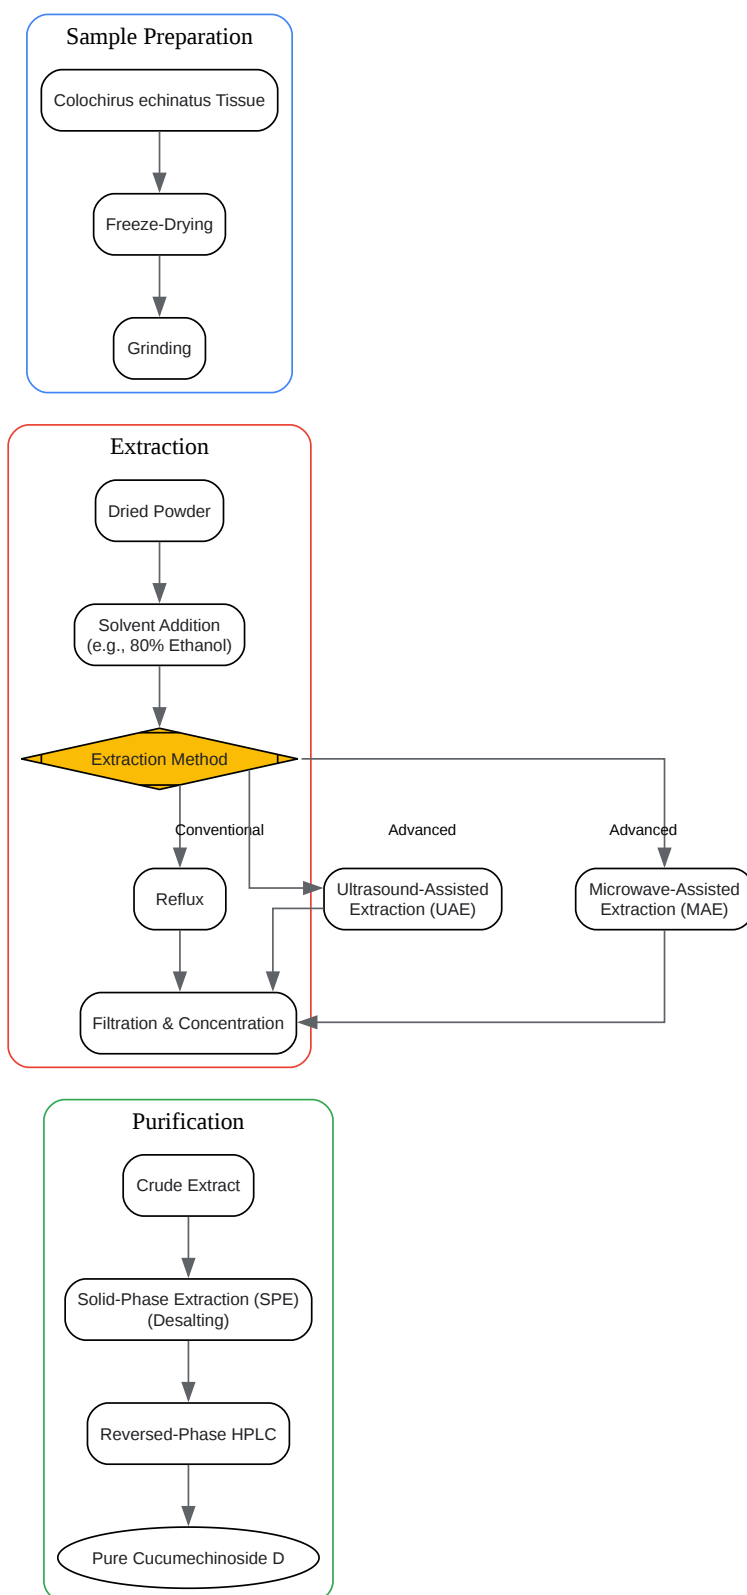 Sample Preparation
Colochirus echinatus Tissue
Freeze-Drying
Grinding
Extraction
Dried Powder
Solvent Addition
(e.g., 80% Ethanol)
Extraction Method
Conventional
Advanced
Advanced
Reflux
Ultrasound-Assisted
Extraction (UAE)
Microwave-Assisted
Extraction (MAE)
Filtration & Concentration
Purification
Crude Extract
Solid-Phase Extraction (SPE)
(Desalting)
Reversed-Phase HPLC
Pure Cucumechinoside D